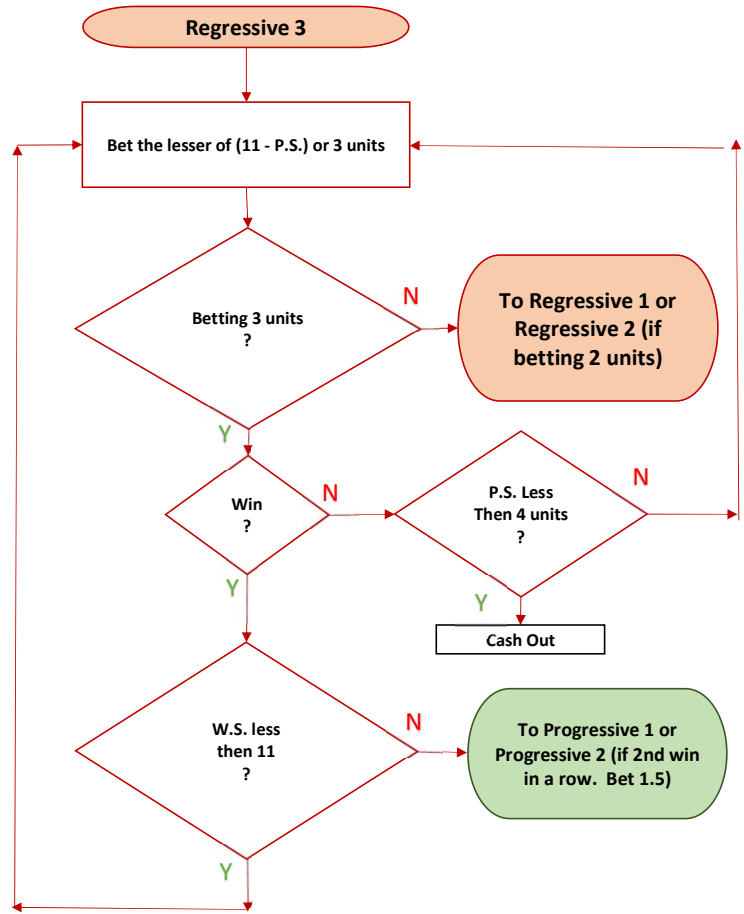 Regressive 3
Bet the lesser of (11 - P.S.) or 3 units
Betting 3 units
?
N
To Regressive 1 or
Regressive 2 (if
betting 2 units)
Y
Win
?
N
P.S. Less
Then 4 units
?
N
Y
Y
Cash Out
W.S. less
then 11
?
N
To Progressive 1 or
Progressive 2 (if 2nd win
in a row.  Bet 1.5)
Y